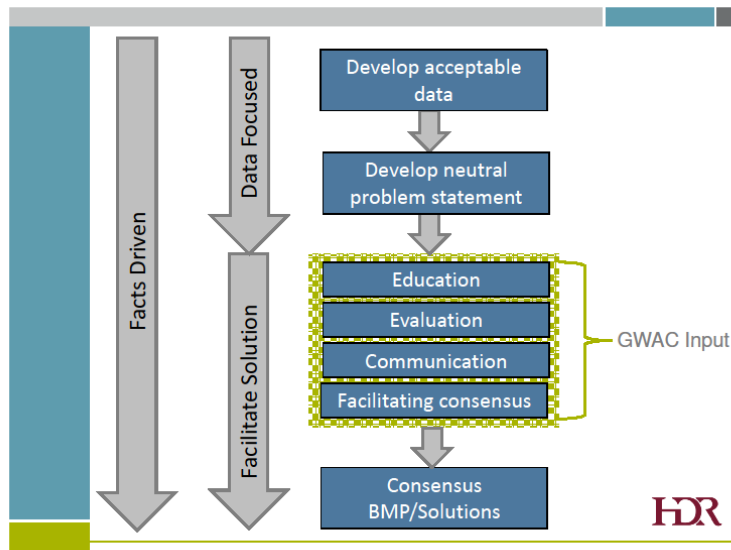 Facts Driven
Data Focused
Facilitate Solution
Develop acceptable
data
Develop neutral
problem statement
Education
Evaluation
Communication
Facilitating consensus
GWAC Input
Consensus
BMP/Solutions
HDR